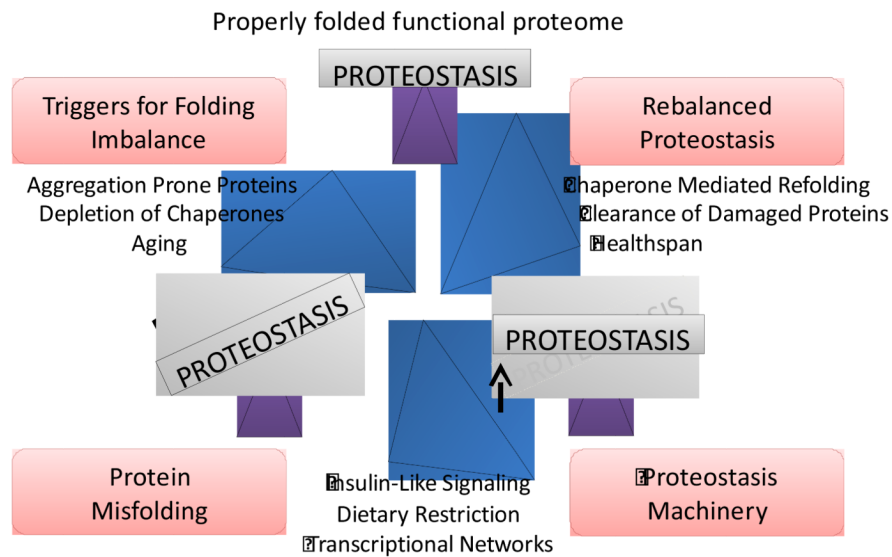 Properly folded functional proteome
PROTEOSTASIS
Triggers for Folding
Imbalance
Rebalanced
Proteostasis
Aggregation Prone Proteins
Depletion of Chaperones
Aging
Chaperone Mediated Refolding
Clearance of Damaged Proteins
Healthspan
PROTEOSTASIS
PROTEOSTASIS
PROTEOSTASIS
Protein
Misfolding
Insulin-Like Signaling
Dietary Restriction
Transcriptional Networks
Proteostasis
Machinery